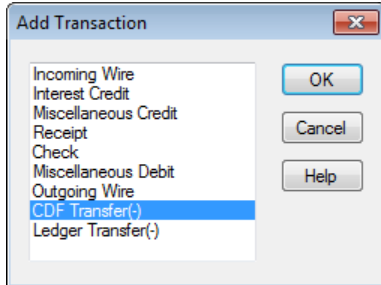 Add Transaction
Incoming Wire
Interest Credit
Miscellaneous Credit
Receipt
Check
Miscellaneous Debit
Outgoing Wire
CDF Transfer(-)
Ledger Transfer(-)
OK
Cancel
Help